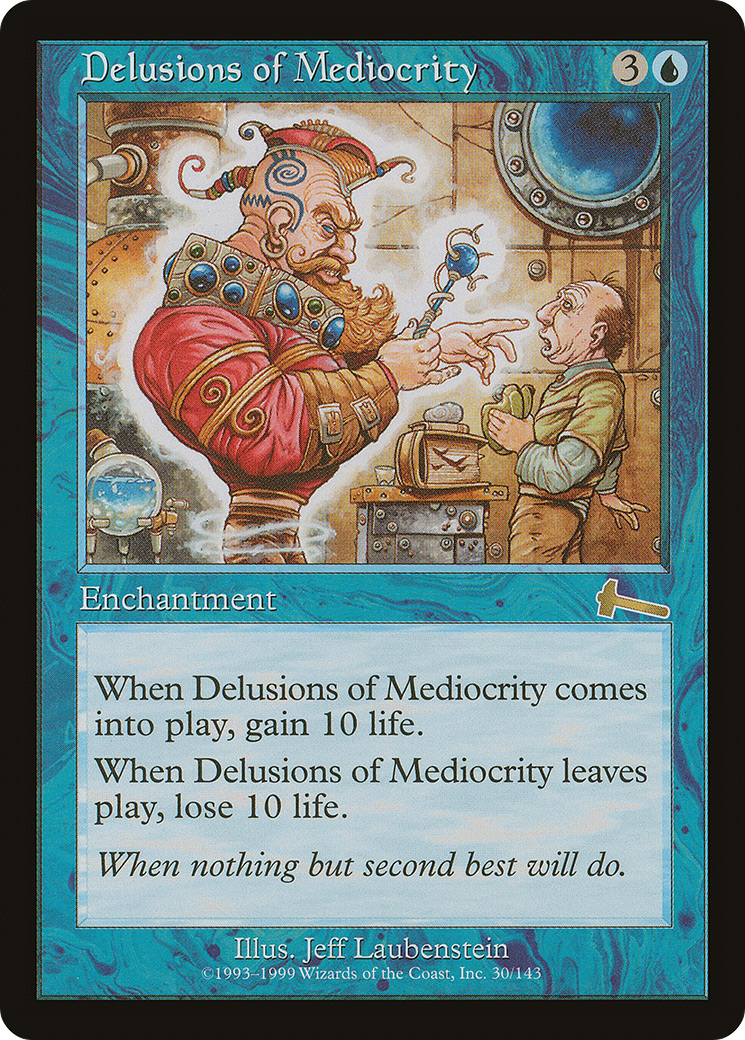 Delusions of Mediocrity 3
Enchantment
When Delusions of Mediocrity comes
into play, gain 10 life.
When Delusions of Mediocrity leaves
play, lose 10 life.
When nothing but second best will do.
Illus. Jeff Laubenstein
©1993–1999 Wizards of the Coast, Inc. 30/143